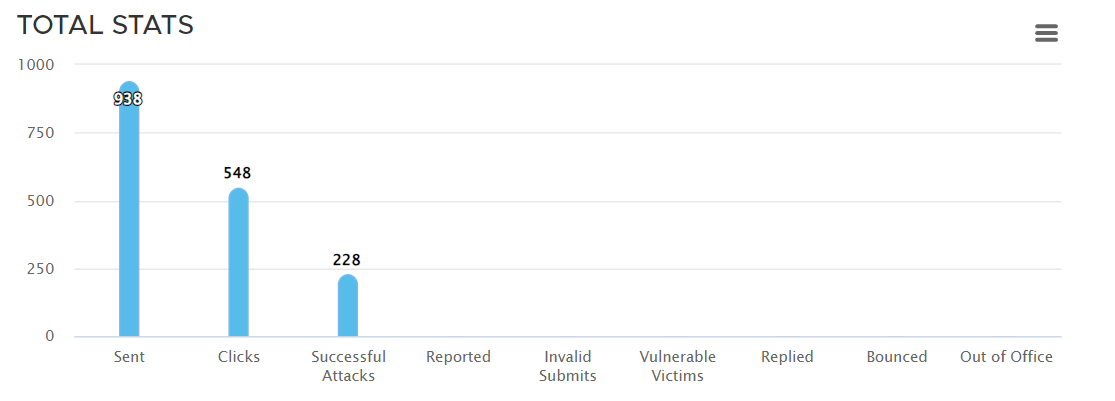 TOTAL STATS
1000
750
500
250
0
938
548
228
Sent
Clicks
Successful
Attacks
Reported
Invalid
Submits
Vulnerable
Victims
Replied
Bounced
Out of Office